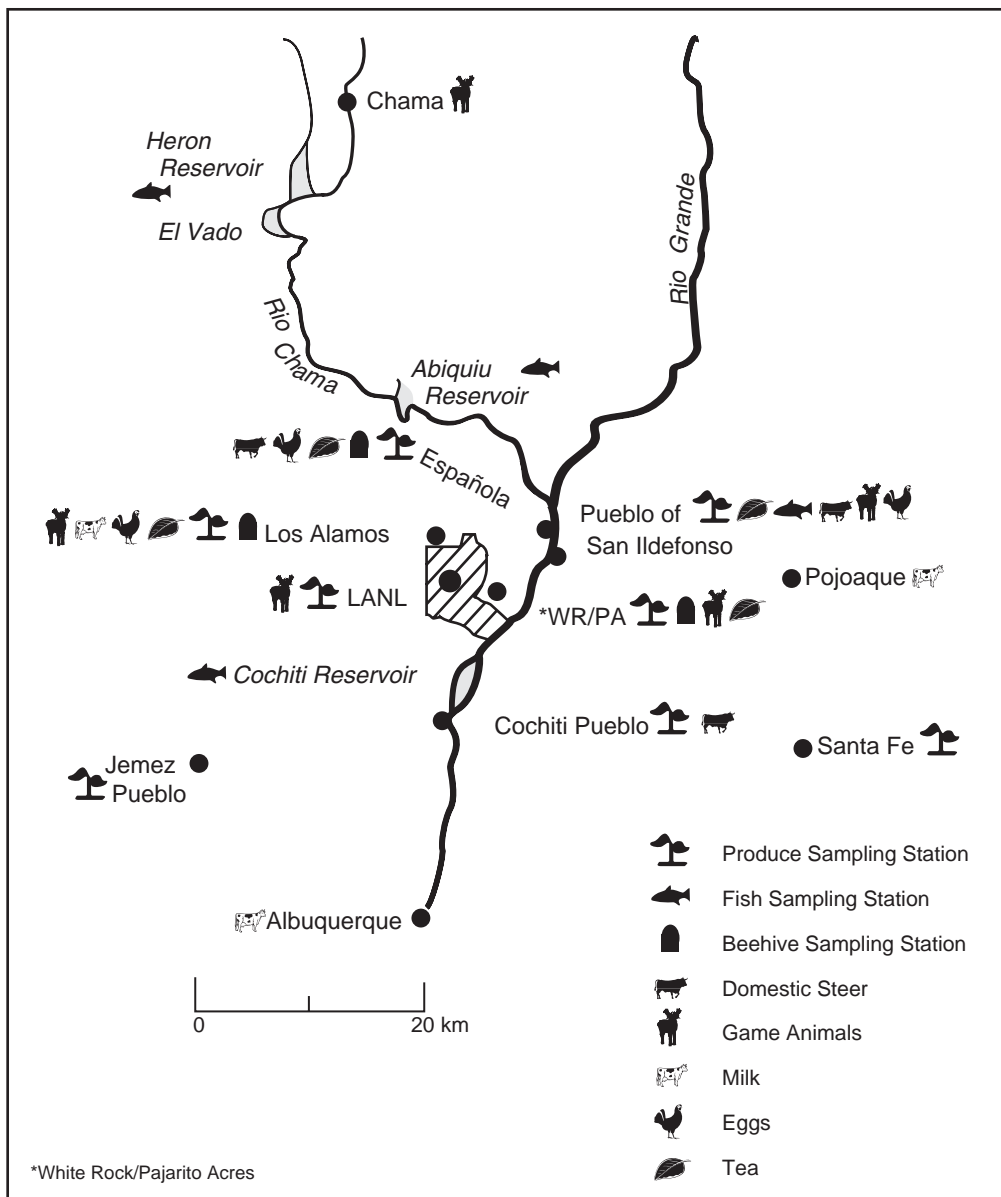 Chama
Heron
Reservoir
El Vado
Rio Grande
Rio
Chama
Abiquiu
Reservoir
Española
Pueblo of
San Ildefonso
Los Alamos
Pojoaque
LANL
*WR/PA
Cochiti Reservoir
Cochiti Pueblo
Santa Fe
Jemez
Pueblo
Albuquerque
0
20 km
Produce Sampling Station
Fish Sampling Station
Beehive Sampling Station
Domestic Steer
Game Animals
Milk
Eggs
Tea
*White Rock/Pajarito Acres